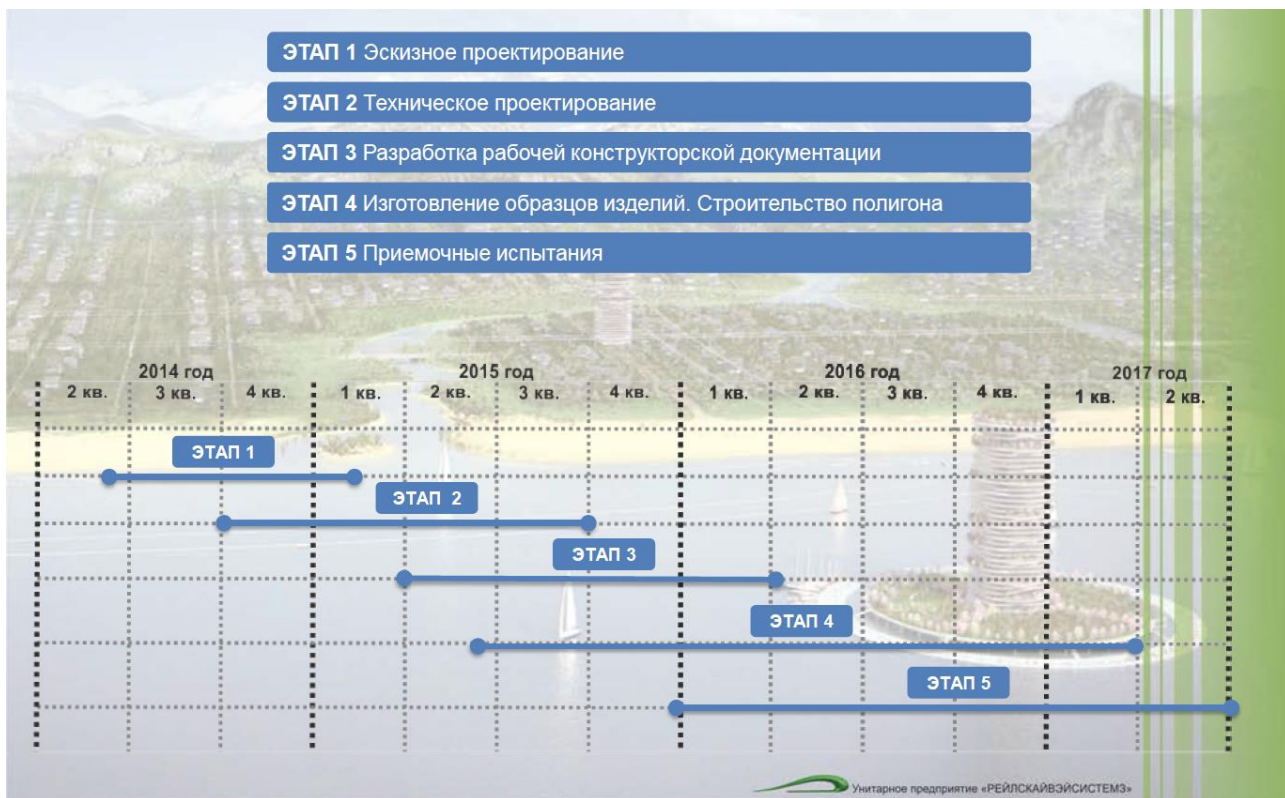 ЭТАП 1 Эскизное проектирование
ЭТАП 2 Техническое проектирование
ЭТАП 3 Разработка рабочей конструкторской документации
ЭТАП 4 Изготовление образцов изделий. Строительство полигона
ЭТАП 5 Приемочные испытания
2014 год 2015 год 2016 год 2017 год
2 кв. 3 кв. 4 кв. 1 кв. 2 кв. 3 кв. 4 кв. 1 кв. 2 кв. 3 кв. 4 кв. 1 кв. 2 кв.
ЭТАП 1
ЭТАП 2
ЭТАП 3
ЭТАП 4
ЭТАП 5
Унитарное предприятие «РЕЙЛСКАЙВЭЙСИСТЕМЗ»